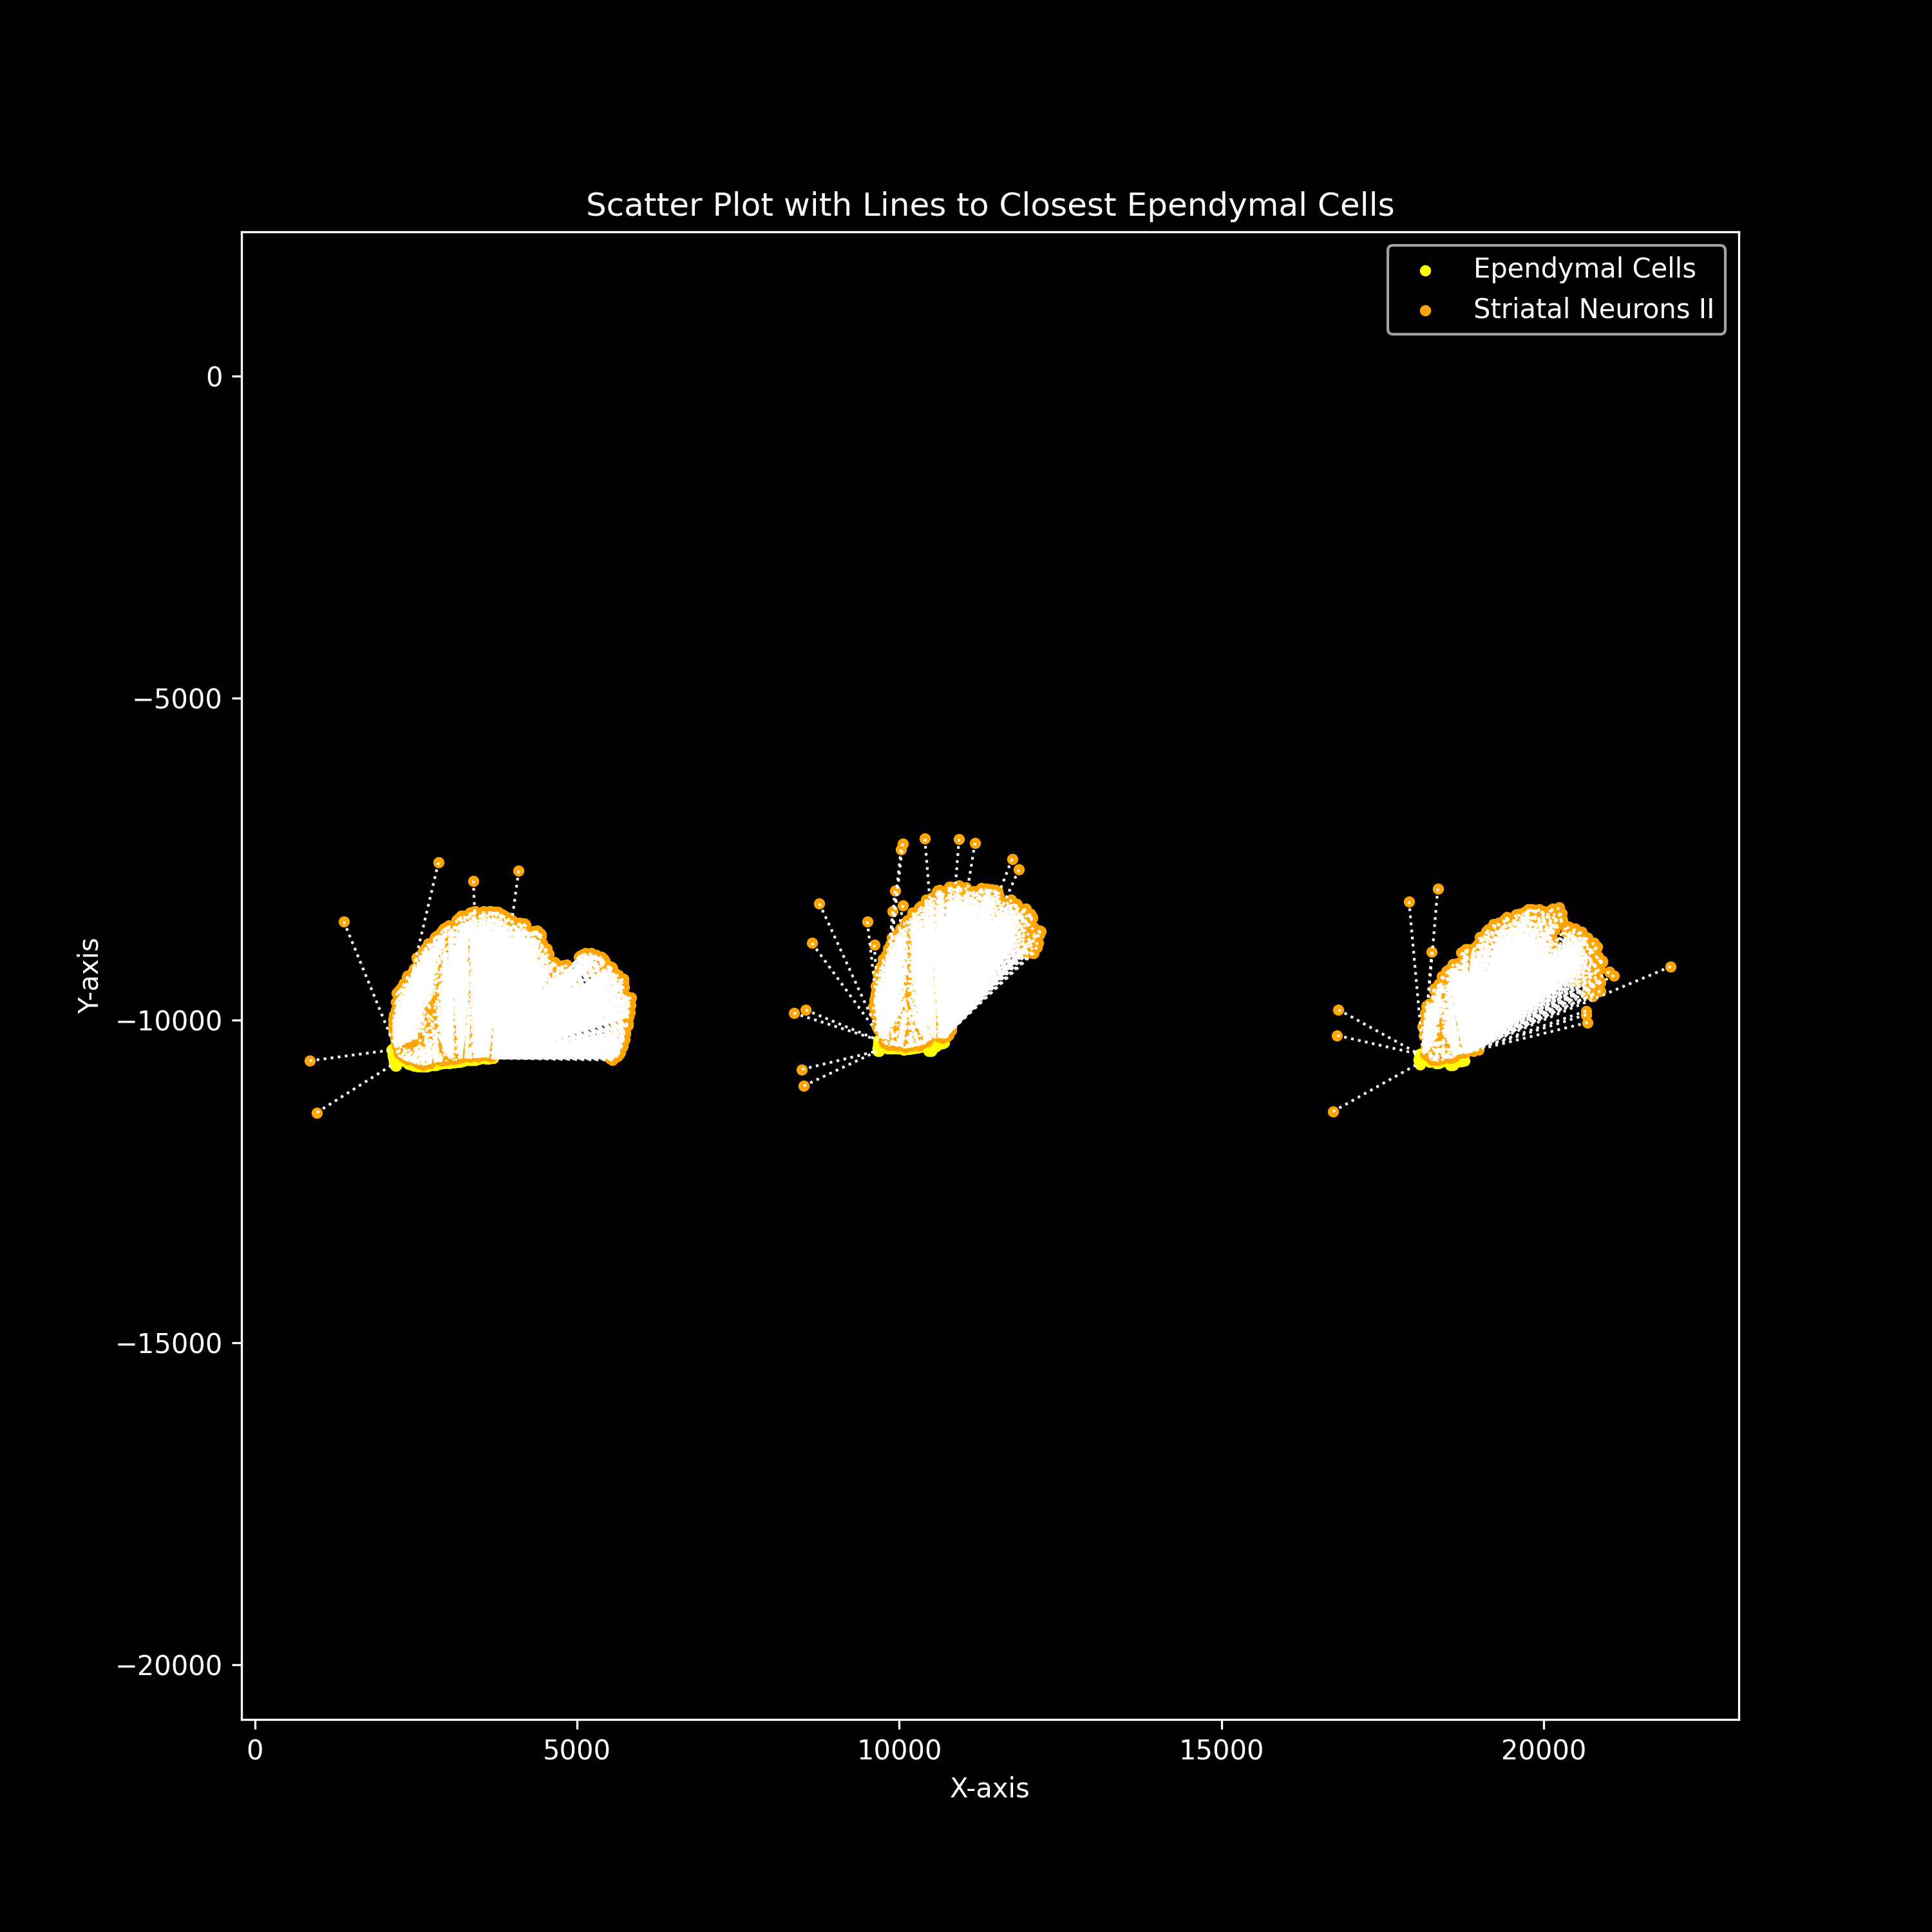 Scatter Plot with Lines to Closest Ependymal Cells
Ependymal Cells
Striatal Neurons II
0
−5000
−10000
−15000
−20000
Y-axis
0 5000 10000 15000 20000
X-axis